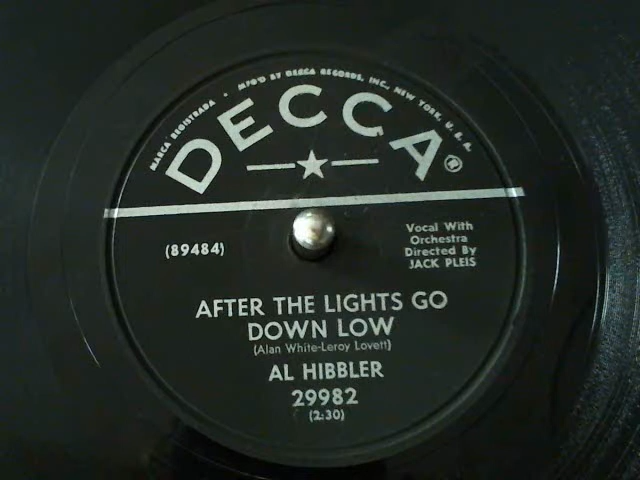 MARCA REGISTRADA • MFD'D BY DECCA RECORDS, INC., NEW YORK, U.S.A.
DECCA®
(89484)
Vocal With
Orchestra
Directed By
JACK PLEIS
AFTER THE LIGHTS GO
DOWN LOW
(Alan White-Leroy Lovett)
AL HIBBLER
29982
(2:30)